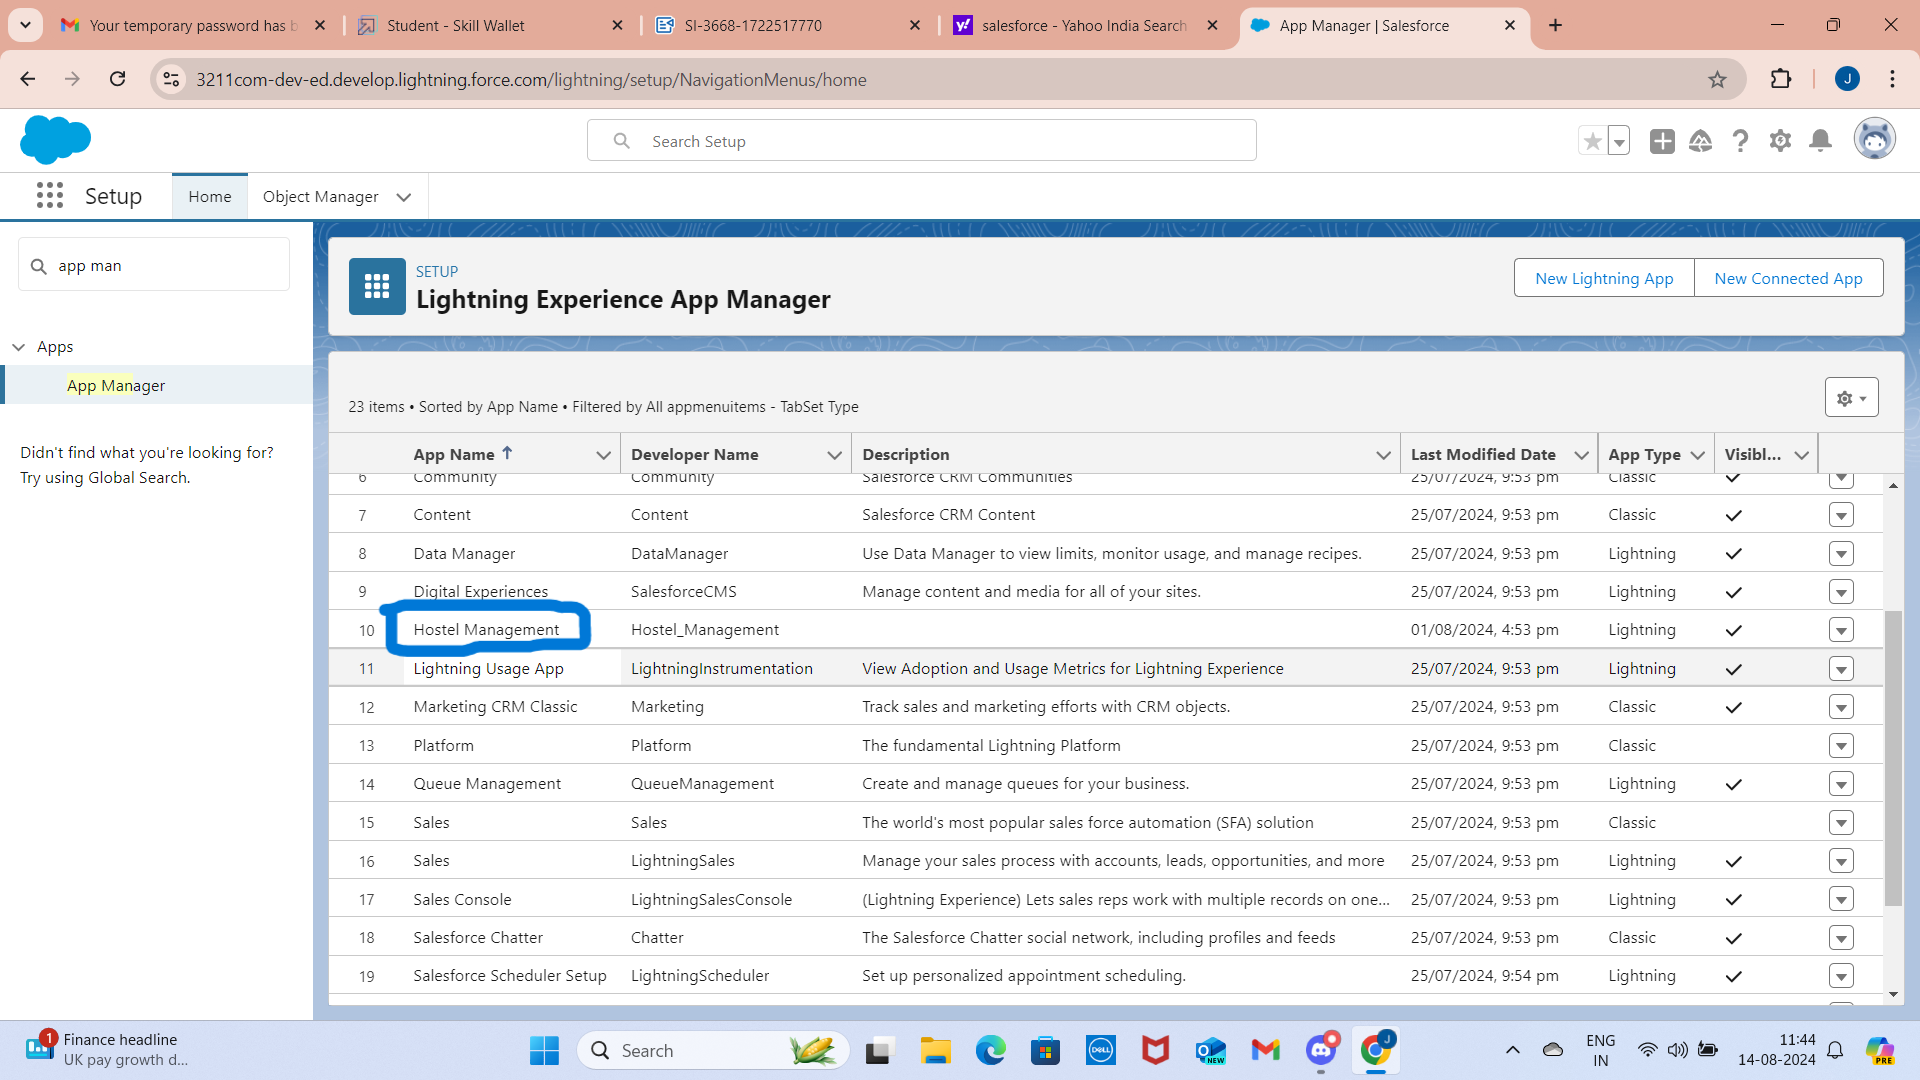 Your temporary password has b
Student - Skill Wallet
SI-3668-1722517770
salesforce - Yahoo India Search
App Manager | Salesforce
3211com-dev-ed.develop.lightning.force.com/lightning/setup/NavigationMenus/home
J
Search Setup
Setup
Home
Object Manager
app man
Apps
App Manager
Didn't find what you're looking for?
Try using Global Search.
SETUP
Lightning Experience App Manager
New Lightning App
New Connected App
23 items • Sorted by App Name • Filtered by All appmenuitems - TabSet Type
App Name ↑ Developer Name Description Last Modified Date App Type Visibl...
6 Community Community Salesforce CRM Communities 25/07/2024, 9:53 pm Classic
7 Content Content Salesforce CRM Content 25/07/2024, 9:53 pm Classic
8 Data Manager DataManager Use Data Manager to view limits, monitor usage, and manage recipes. 25/07/2024, 9:53 pm Lightning
9 Digital Experiences SalesforceCMS Manage content and media for all of your sites. 25/07/2024, 9:53 pm Lightning
10 Hostel Management Hostel_Management 01/08/2024, 4:53 pm Lightning
11 Lightning Usage App LightningInstrumentation View Adoption and Usage Metrics for Lightning Experience 25/07/2024, 9:53 pm Lightning
12 Marketing CRM Classic Marketing Track sales and marketing efforts with CRM objects. 25/07/2024, 9:53 pm Classic
13 Platform Platform The fundamental Lightning Platform 25/07/2024, 9:53 pm Classic
14 Queue Management QueueManagement Create and manage queues for your business. 25/07/2024, 9:53 pm Lightning
15 Sales Sales The world's most popular sales force automation (SFA) solution 25/07/2024, 9:53 pm Classic
16 Sales LightningSales Manage your sales process with accounts, leads, opportunities, and more 25/07/2024, 9:53 pm Lightning
17 Sales Console LightningSalesConsole (Lightning Experience) Lets sales reps work with multiple records on one... 25/07/2024, 9:53 pm Lightning
18 Salesforce Chatter Chatter The Salesforce Chatter social network, including profiles and feeds 25/07/2024, 9:53 pm Classic
19 Salesforce Scheduler Setup LightningScheduler Set up personalized appointment scheduling. 25/07/2024, 9:54 pm Lightning
1
Finance headline
UK pay growth d...
Search
DELL
NEW
J
ENG
IN
11:44
14-08-2024
PRE